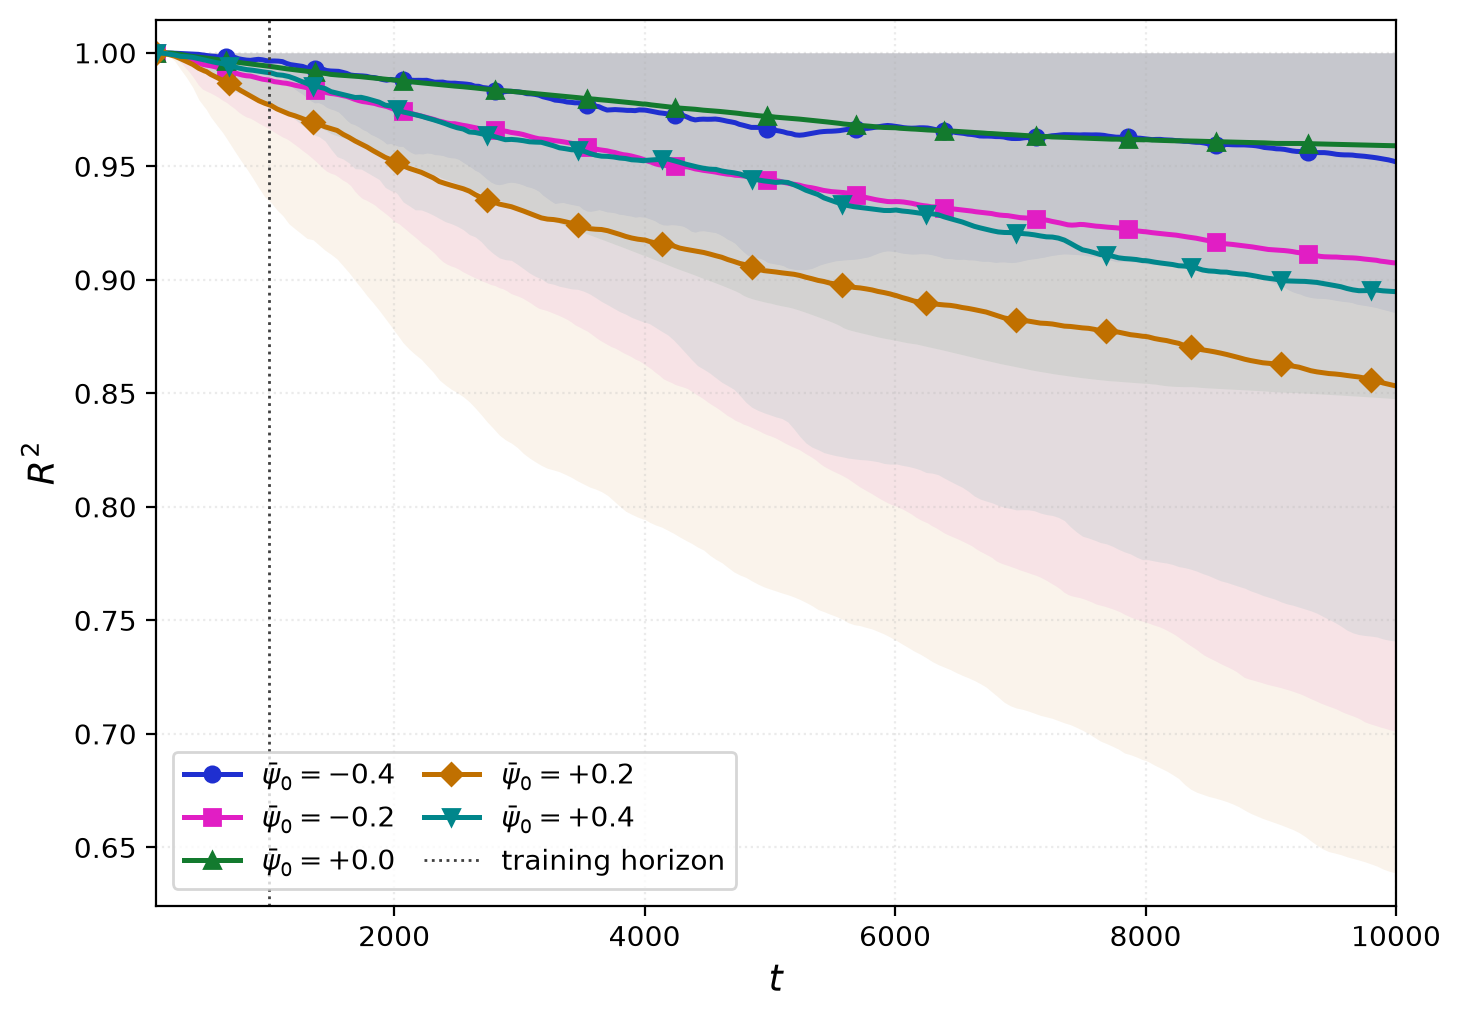 1.00
0.95
0.90
0.85
0.80
0.75
0.70
0.65
R²
ψ̄₀ = −0.4
ψ̄₀ = −0.2
ψ̄₀ = +0.0
ψ̄₀ = +0.2
ψ̄₀ = +0.4
training horizon
2000 4000 6000 8000 10000
t